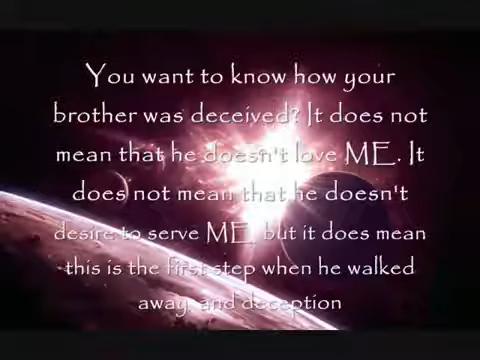 You want to know how your
brother was deceived? It does not
mean that he doesn't love ME. It
does not mean that he doesn't
desire to serve ME, but it does mean
this is the first step when he walked
away, and deception